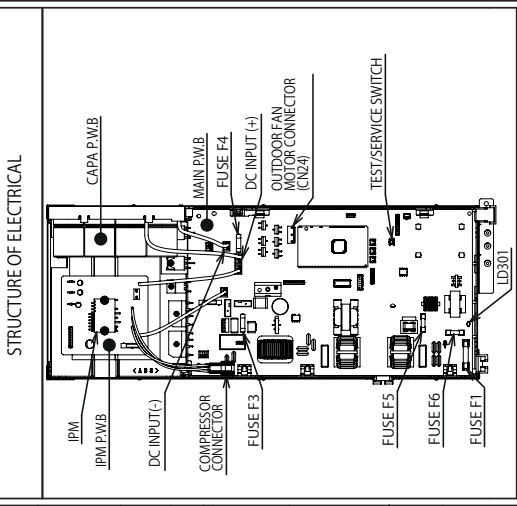 STRUCTURE OF ELECTRICAL
CAPA P.W.B
MAIN P.W.B
FUSE F4
DC INPUT (+)
OUTDOOR FAN
MOTOR CONNECTOR
(CN24)
TEST/SERVICE SWITCH
IPM
IPM P.W.B
DC INPUT(-)
COMPRESSOR
CONNECTOR
FUSE F3
FUSE F5
FUSE F6
FUSE F1
LD301
<ABS>